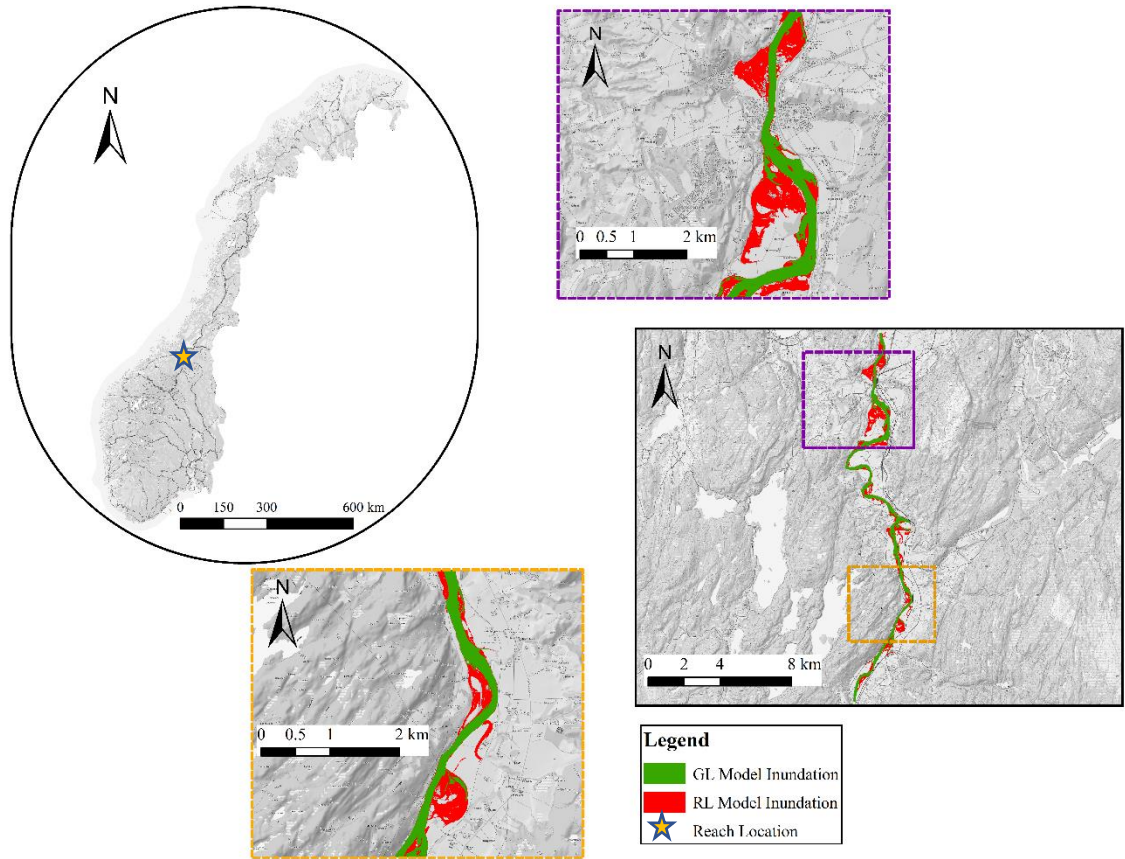 N
0 150 300 600 km
N
0 0.5 1 2 km
N
0 2 4 8 km
N
0 0.5 1 2 km
Legend
GL Model Inundation
RL Model Inundation
Reach Location